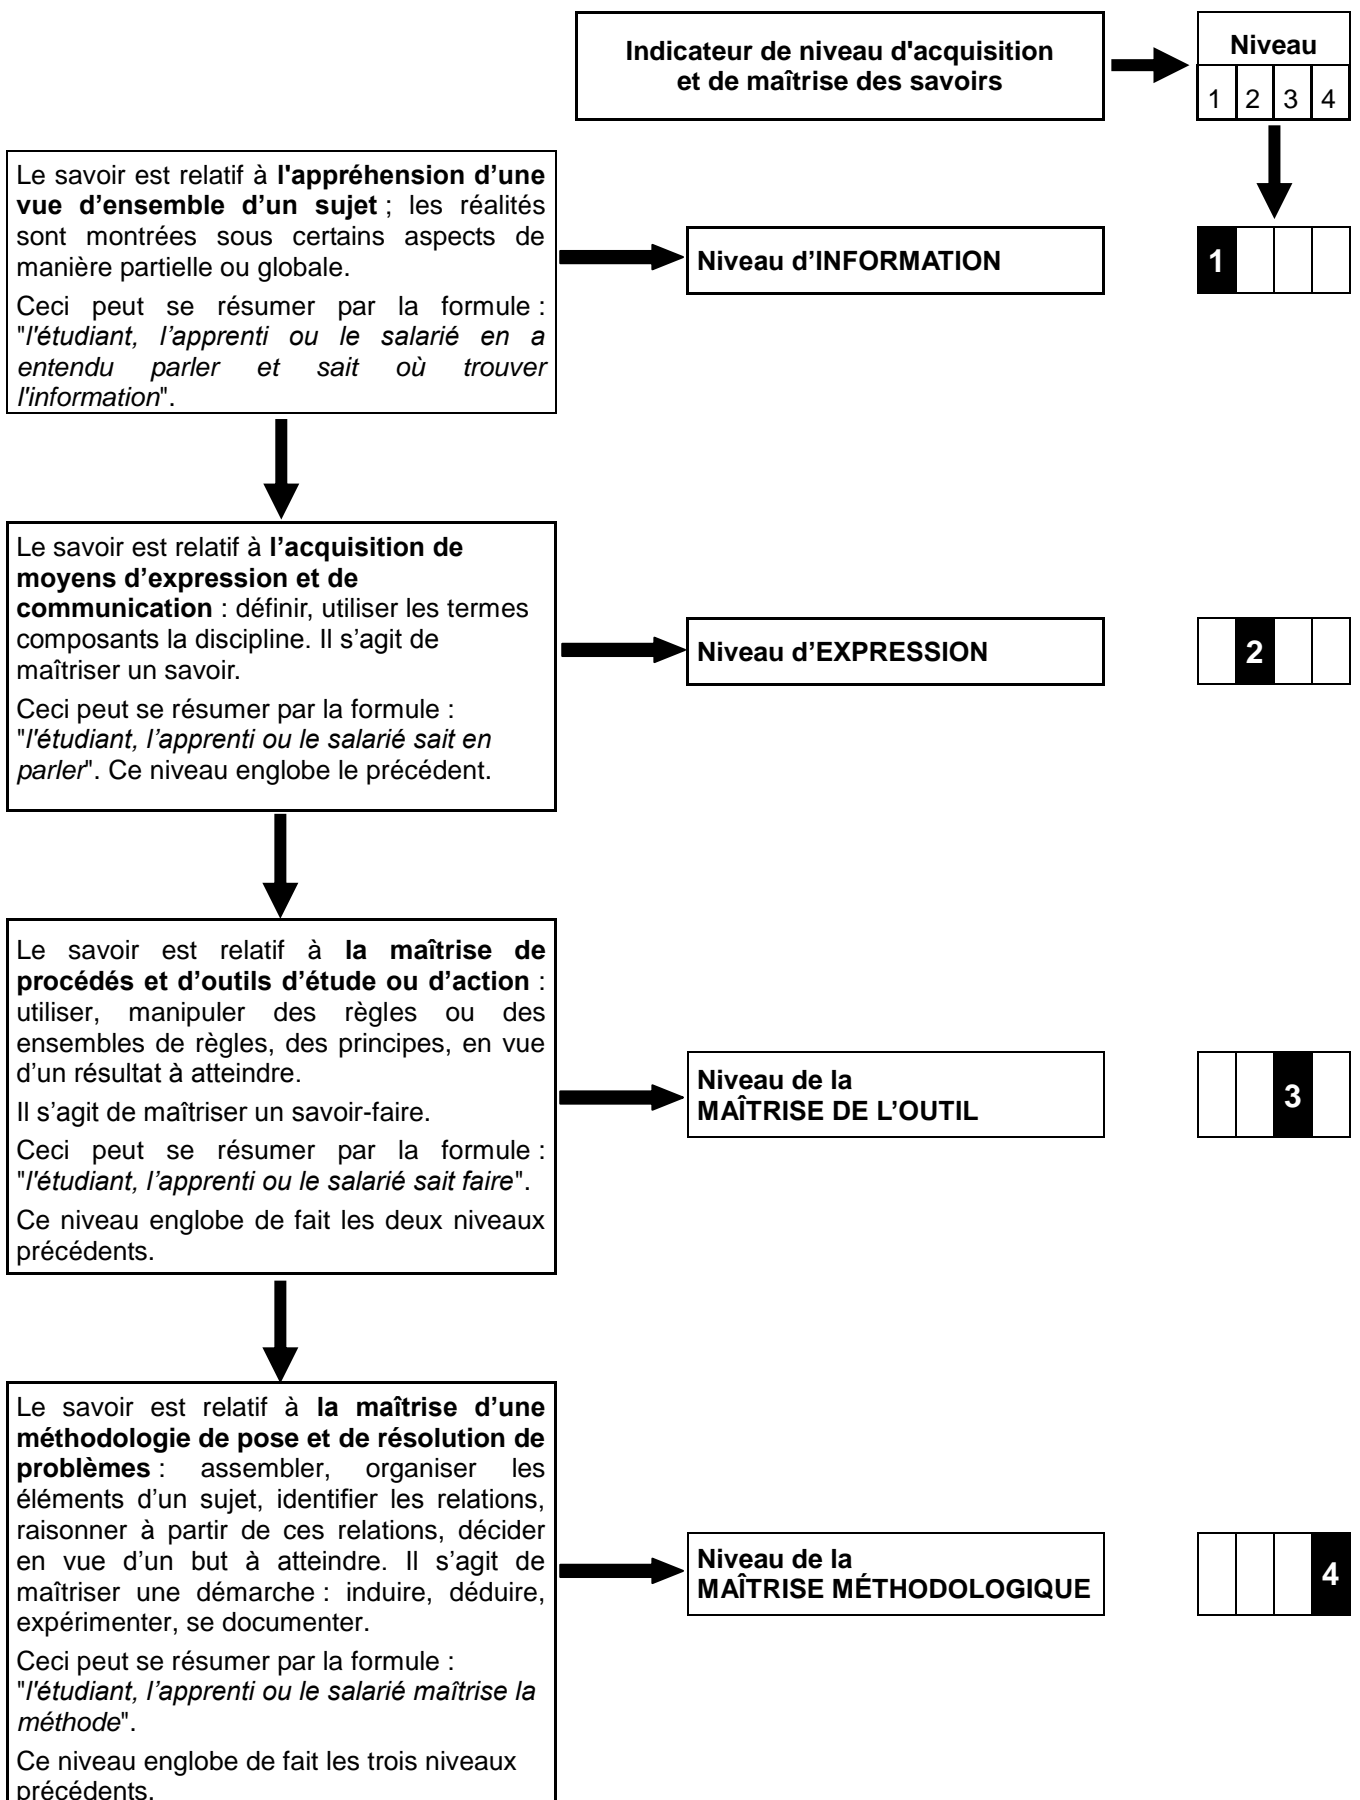 Indicateur de niveau d'acquisition
et de maîtrise des savoirs
Niveau
1 2 3 4
Le savoir est relatif à l'appréhension d’une
vue d’ensemble d’un sujet ; les réalités
sont montrées sous certains aspects de
manière partielle ou globale.
Ceci peut se résumer par la formule :
"l'étudiant, l’apprenti ou le salarié en a
entendu parler et sait où trouver
l'information".
Niveau d’INFORMATION
1
Le savoir est relatif à l’acquisition de
moyens d’expression et de
communication : définir, utiliser les termes
composants la discipline. Il s’agit de
maîtriser un savoir.
Ceci peut se résumer par la formule :
"l'étudiant, l’apprenti ou le salarié sait en
parler". Ce niveau englobe le précédent.
Niveau d’EXPRESSION
2
Le savoir est relatif à la maîtrise de
procédés et d’outils d’étude ou d’action :
utiliser, manipuler des règles ou des
ensembles de règles, des principes, en vue
d’un résultat à atteindre.
Il s’agit de maîtriser un savoir-faire.
Ceci peut se résumer par la formule :
"l'étudiant, l’apprenti ou le salarié sait faire".
Ce niveau englobe de fait les deux niveaux
précédents.
Niveau de la
MAÎTRISE DE L’OUTIL
3
Le savoir est relatif à la maîtrise d’une
méthodologie de pose et de résolution de
problèmes : assembler, organiser les
éléments d’un sujet, identifier les relations,
raisonner à partir de ces relations, décider
en vue d’un but à atteindre. Il s’agit de
maîtriser une démarche : induire, déduire,
expérimenter, se documenter.
Ceci peut se résumer par la formule :
"l'étudiant, l’apprenti ou le salarié maîtrise la
méthode".
Ce niveau englobe de fait les trois niveaux
précédents.
Niveau de la
MAÎTRISE MÉTHODOLOGIQUE
4